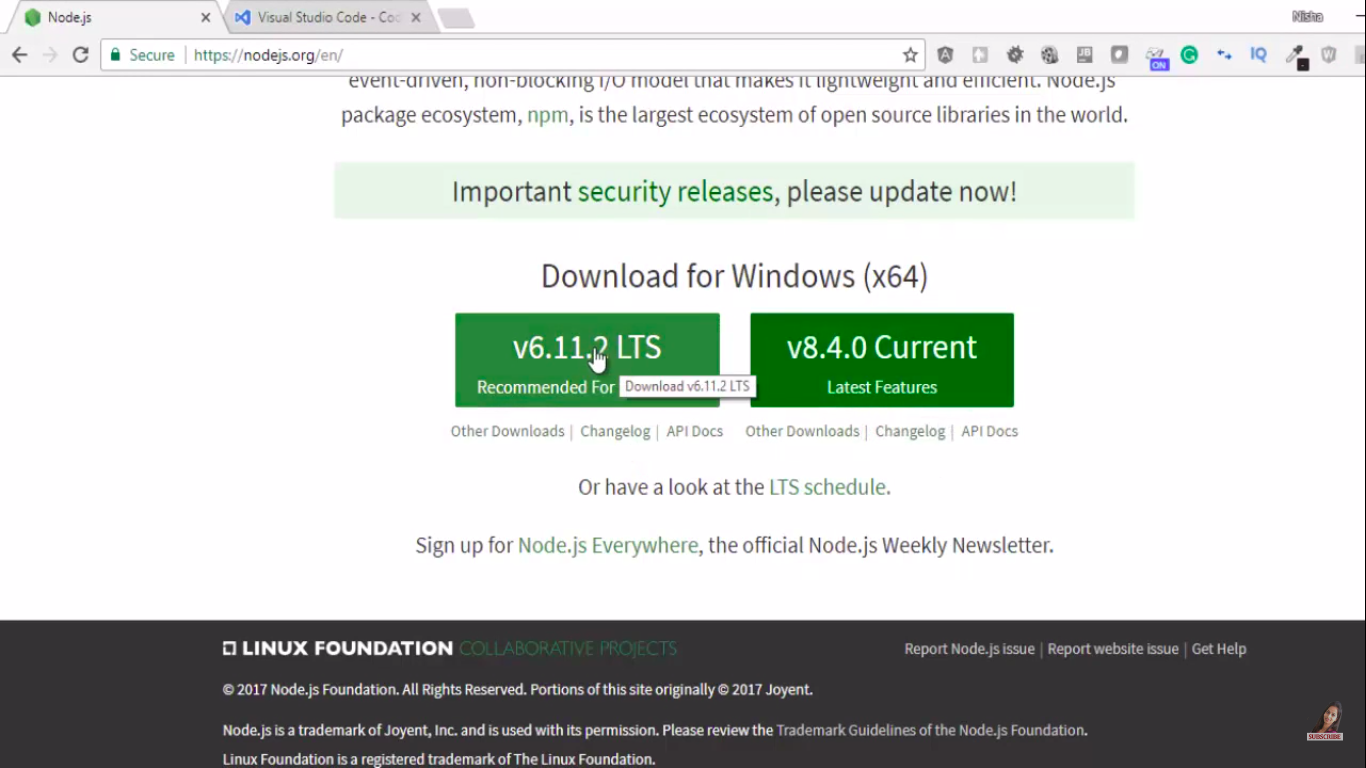 Node.js
Visual Studio Code - Co
Nisha
Secure
https://nodejs.org/en/
ON
IQ
event-driven, non-blocking I/O model that makes it lightweight and efficient. Node.js
package ecosystem, npm, is the largest ecosystem of open source libraries in the world.
Important security releases, please update now!
Download for Windows (x64)
v6.11.2 LTS
Recommended For
Download v6.11.2 LTS
v8.4.0 Current
Latest Features
Other Downloads | Changelog | API Docs
Other Downloads | Changelog | API Docs
Or have a look at the LTS schedule.
Sign up for Node.js Everywhere, the official Node.js Weekly Newsletter.
LINUX FOUNDATION COLLABORATIVE PROJECTS
Report Node.js issue | Report website issue | Get Help
© 2017 Node.js Foundation. All Rights Reserved. Portions of this site originally © 2017 Joyent.
Node.js is a trademark of Joyent, Inc. and is used with its permission. Please review the Trademark Guidelines of the Node.js Foundation.
Linux Foundation is a registered trademark of The Linux Foundation.
SUBSCRIBE